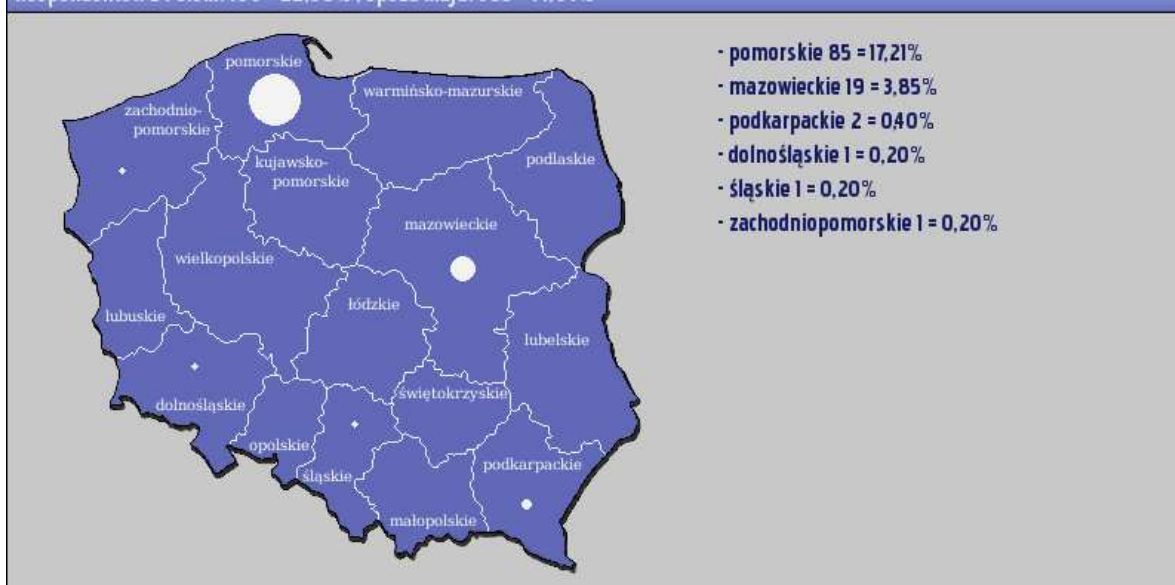 pomorskie
warmińsko-mazurskie
zachodnio-
pomorskie
kujawsko-
pomorskie
podlaskie
mazowieckie
wielkopolskie
łódzkie
lubuskie
lubelskie
świętokrzyskie
dolnośląskie
opolskie
śląskie
podkarpackie
małopolskie
- pomorskie 85 = 17,21%
- mazowieckie 19 = 3,85%
- podkarpackie 2 = 0,40%
- dolnośląskie 1 = 0,20%
- śląskie 1 = 0,20%
- zachodniopomorskie 1 = 0,20%